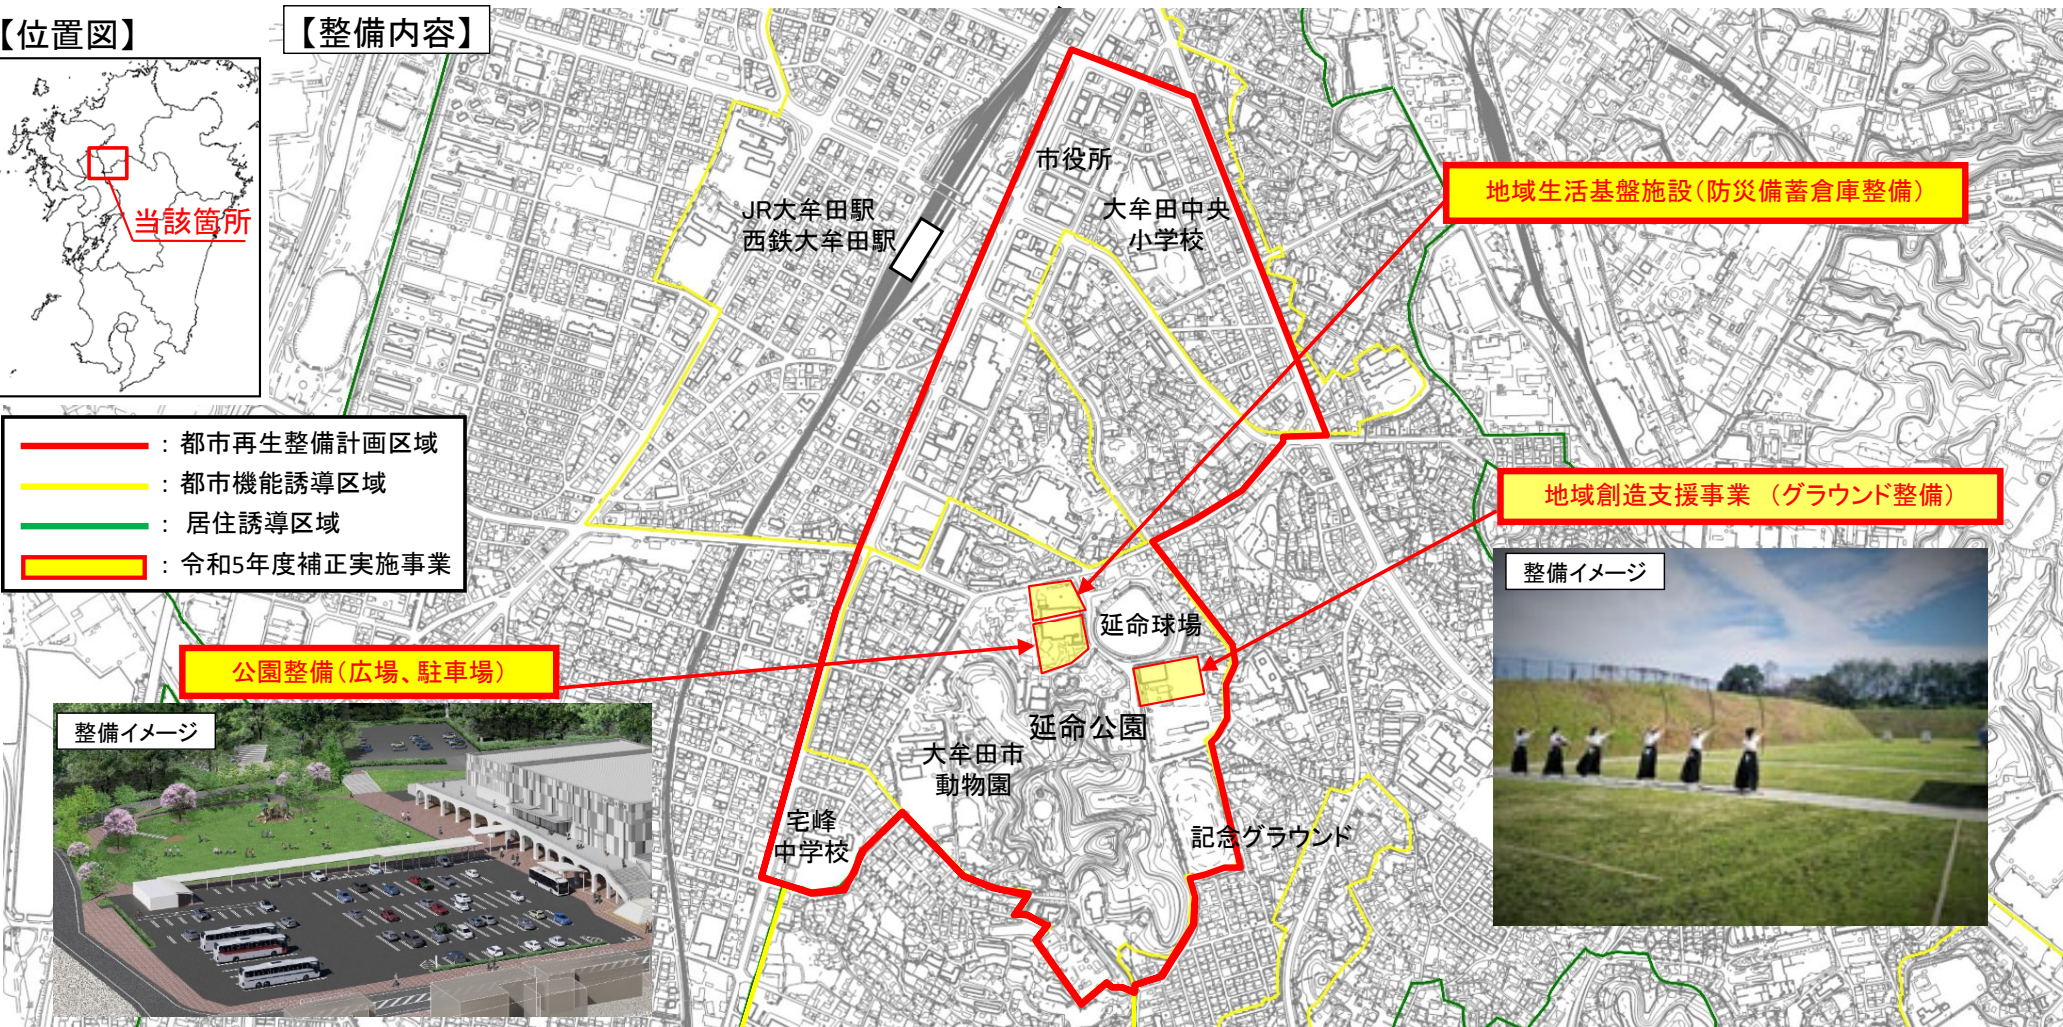 【位置図】
当該箇所
【整備内容】
: 都市再生整備計画区域
: 都市機能誘導区域
: 居住誘導区域
: 令和5年度補正実施事業
市役所
JR大牟田駅
西鉄大牟田駅
大牟田中央
小学校
地域生活基盤施設(防災備蓄倉庫整備)
地域創造支援事業 (グラウンド整備)
整備イメージ
公園整備(広場、駐車場)
整備イメージ
延命球場
延命公園
大牟田市
動物園
宅峰
中学校
記念グラウンド